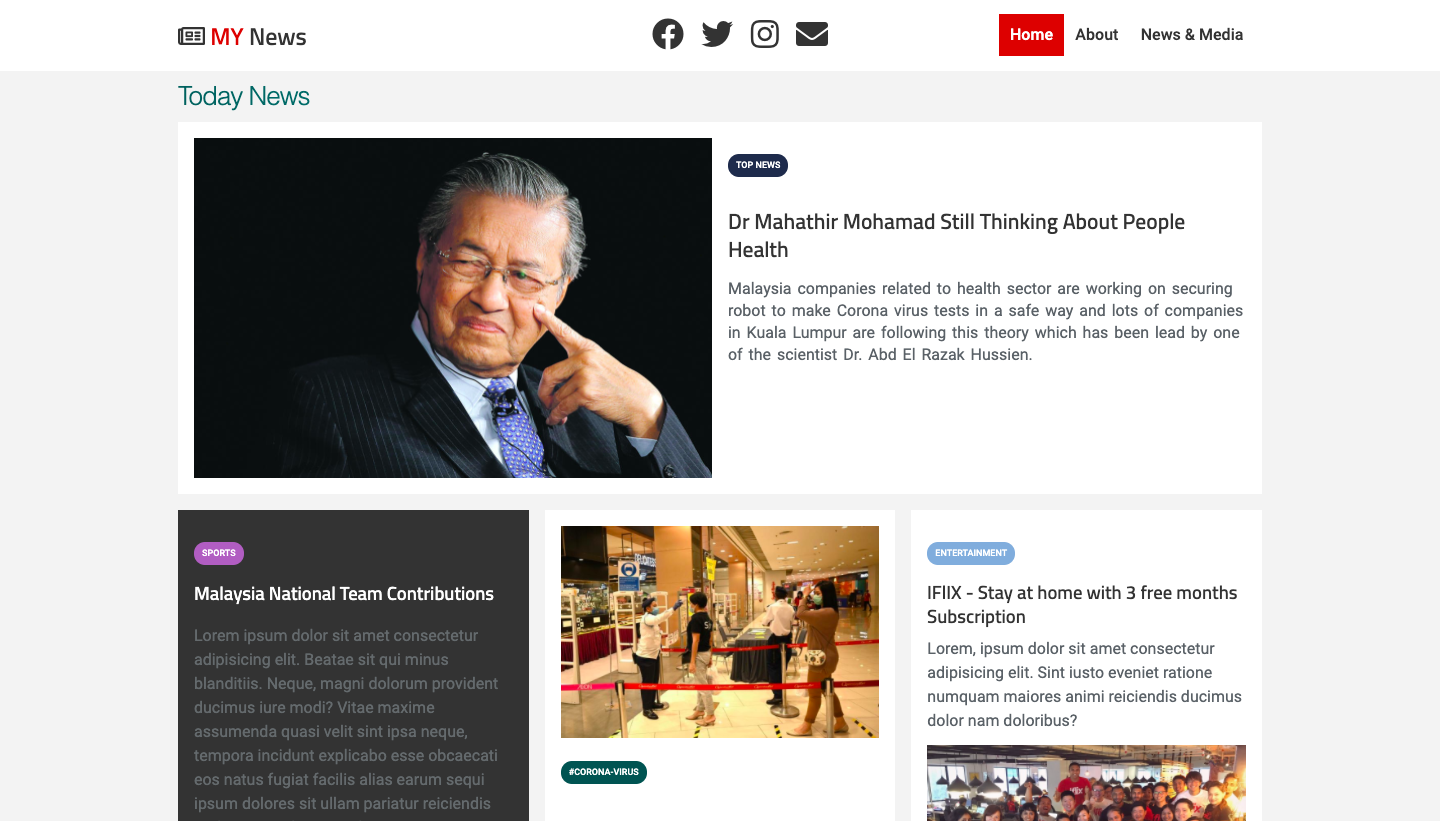 MY News
Home
About
News & Media
Today News
TOP NEWS
Dr Mahathir Mohamad Still Thinking About People
Health
Malaysia companies related to health sector are working on securing
robot to make Corona virus tests in a safe way and lots of companies
in Kuala Lumpur are following this theory which has been lead by one
of the scientist Dr. Abd El Razak Hussien.
SPORTS
Malaysia National Team Contributions
Lorem ipsum dolor sit amet consectetur
adipisicing elit. Beatae sit qui minus
blanditiis. Neque, magni dolorum provident
ducimus iure modi? Vitae maxime
assumenda quasi velit sint ipsa neque,
tempora incidunt explicabo esse obcaecati
eos natus fugiat facilis alias earum sequi
ipsum dolores sit ullam pariatur reiciendis
#CORONA-VIRUS
ENTERTAINMENT
IFlIX - Stay at home with 3 free months
Subscription
Lorem, ipsum dolor sit amet consectetur
adipisicing elit. Sint iusto eveniet ratione
numquam maiores animi reiciendis ducimus
dolor nam doloribus?